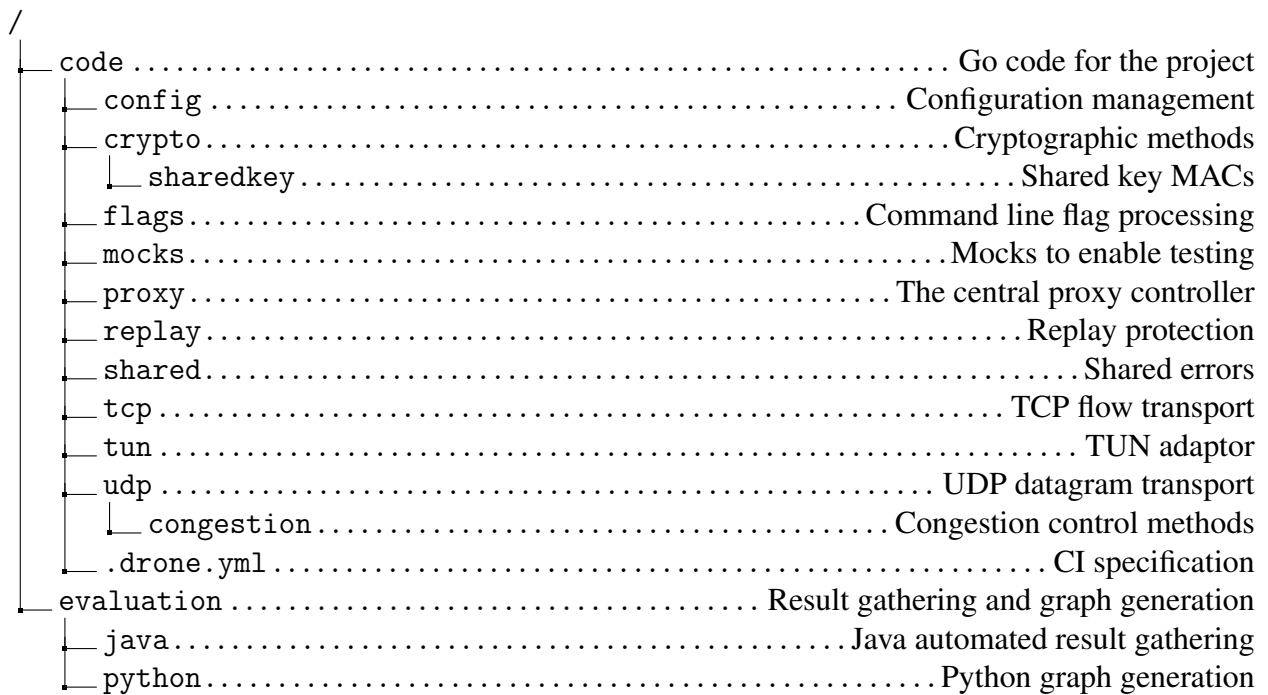 /
code ........................................................ Go code for the project
config ................................................ Configuration management
crypto .................................................... Cryptographic methods
sharedkey .................................................. Shared key MACs
flags ............................................... Command line flag processing
mocks ..................................................... Mocks to enable testing
proxy ................................................. The central proxy controller
replay .......................................................... Replay protection
shared ............................................................. Shared errors
tcp ........................................................... TCP flow transport
tun ................................................................ TUN adaptor
udp ...................................................... UDP datagram transport
congestion ........................................ Congestion control methods
.drone.yml ...................................................... CI specification
evaluation ..................................... Result gathering and graph generation
java ................................................ Java automated result gathering
python ................................................... Python graph generation